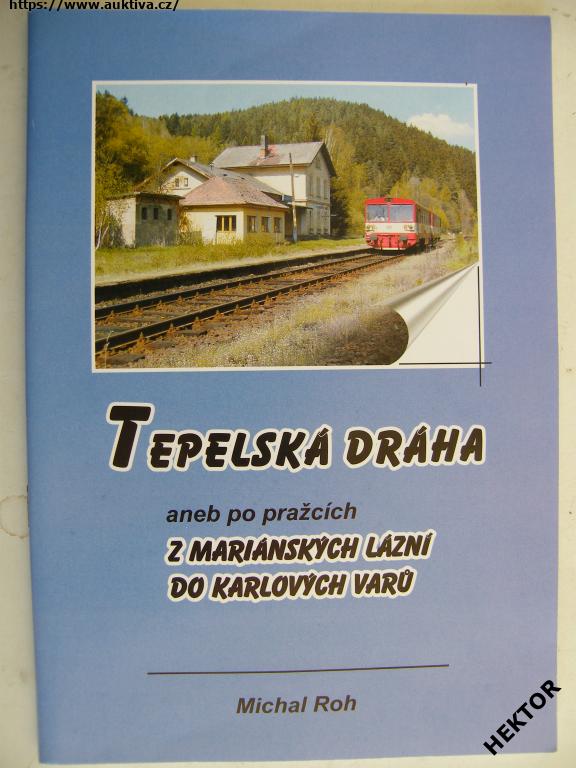 https://www.auktiva.cz/
TEPELSKÁ DRÁHA
aneb po pražcích
Z MARIÁNSKÝCH LÁZNÍ
DO KARLOVÝCH VARŮ
Michal Roh
HEKTOR